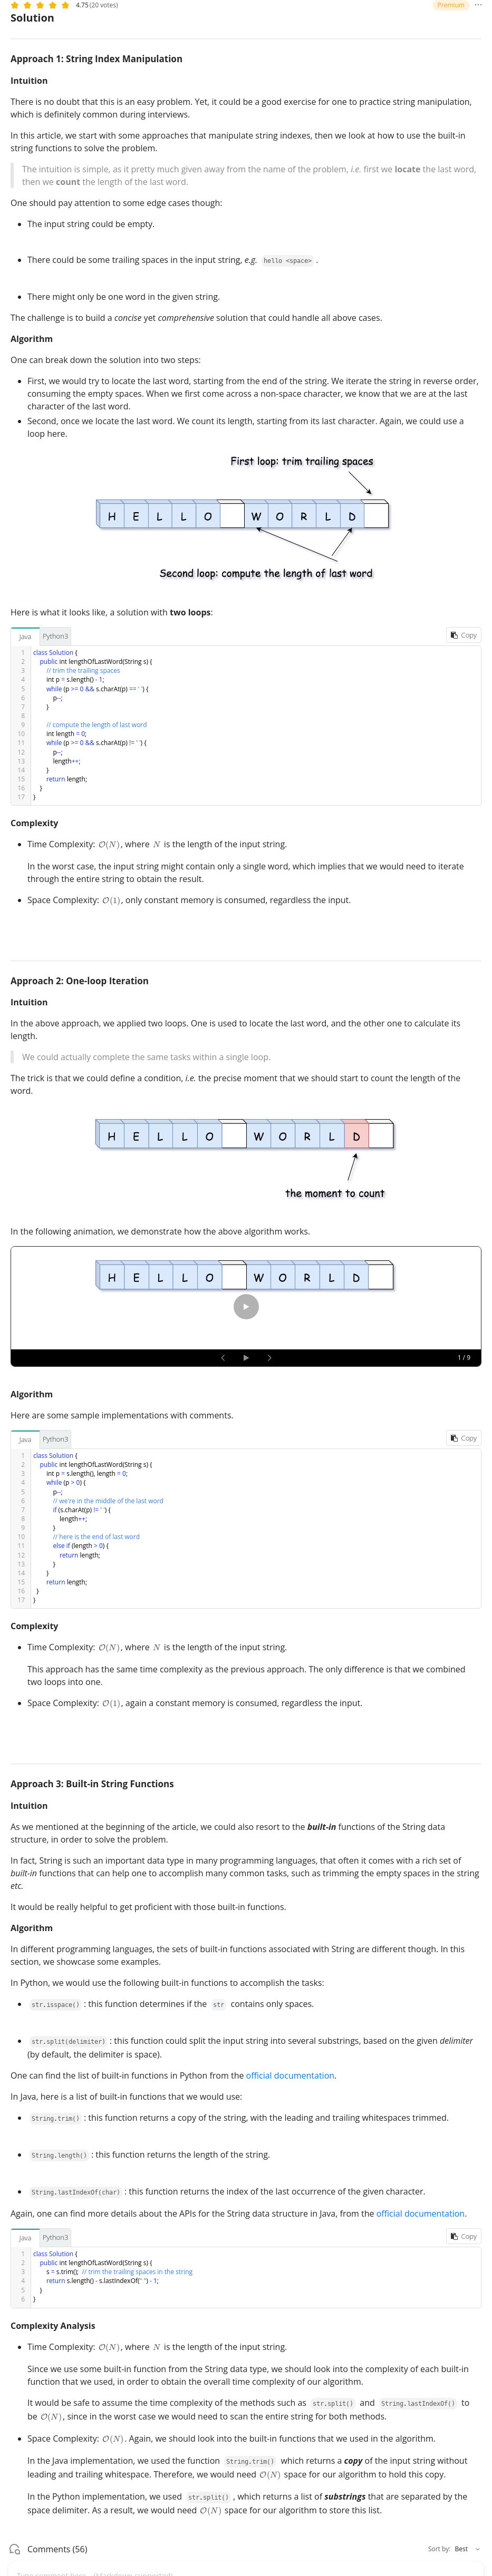 4.75 (20 votes)
Premium
Solution
Approach 1: String Index Manipulation
Intuition
There is no doubt that this is an easy problem. Yet, it could be a good exercise for one to practice string manipulation,
which is definitely common during interviews.
In this article, we start with some approaches that manipulate string indexes, then we look at how to use the built-in
string functions to solve the problem.
The intuition is simple, as it pretty much given away from the name of the problem, i.e. first we locate the last word,
then we count the length of the last word.
One should pay attention to some edge cases though:
• The input string could be empty.
• There could be some trailing spaces in the input string, e.g. hello <space> .
• There might only be one word in the given string.
The challenge is to build a concise yet comprehensive solution that could handle all above cases.
Algorithm
One can break down the solution into two steps:
• First, we would try to locate the last word, starting from the end of the string. We iterate the string in reverse order,
consuming the empty spaces. When we first come across a non-space character, we know that we are at the last
character of the last word.
• Second, once we locate the last word. We count its length, starting from its last character. Again, we could use a
loop here.
First loop: trim trailing spaces
H E L L O W O R L D
Second loop: compute the length of last word
Here is what it looks like, a solution with two loops:
Java Python3 Copy
1 class Solution {
2 public int lengthOfLastWord(String s) {
3 // trim the trailing spaces
4 int p = s.length() - 1;
5 while (p >= 0 && s.charAt(p) == ' ') {
6 p--;
7 }
8
9 // compute the length of last word
10 int length = 0;
11 while (p >= 0 && s.charAt(p) != ' ') {
12 p--;
13 length++;
14 }
15 return length;
16 }
17 }
Complexity
• Time Complexity: O(N), where N is the length of the input string.
In the worst case, the input string might contain only a single word, which implies that we would need to iterate
through the entire string to obtain the result.
• Space Complexity: O(1), only constant memory is consumed, regardless the input.
Approach 2: One-loop Iteration
Intuition
In the above approach, we applied two loops. One is used to locate the last word, and the other one to calculate its
length.
We could actually complete the same tasks within a single loop.
The trick is that we could define a condition, i.e. the precise moment that we should start to count the length of the
word.
H E L L O W O R L D
the moment to count
In the following animation, we demonstrate how the above algorithm works.
H E L L O W O R L D
1 / 9
Algorithm
Here are some sample implementations with comments.
Java Python3 Copy
1 class Solution {
2 public int lengthOfLastWord(String s) {
3 int p = s.length(), length = 0;
4 while (p > 0) {
5 p--;
6 // we're in the middle of the last word
7 if (s.charAt(p) != ' ') {
8 length++;
9 }
10 // here is the end of last word
11 else if (length > 0) {
12 return length;
13 }
14 }
15 return length;
16 }
17 }
Complexity
• Time Complexity: O(N), where N is the length of the input string.
This approach has the same time complexity as the previous approach. The only difference is that we combined
two loops into one.
• Space Complexity: O(1), again a constant memory is consumed, regardless the input.
Approach 3: Built-in String Functions
Intuition
As we mentioned at the beginning of the article, we could also resort to the built-in functions of the String data
structure, in order to solve the problem.
In fact, String is such an important data type in many programming languages, that often it comes with a rich set of
built-in functions that can help one to accomplish many common tasks, such as trimming the empty spaces in the string
etc.
It would be really helpful to get proficient with those built-in functions.
Algorithm
In different programming languages, the sets of built-in functions associated with String are different though. In this
section, we showcase some examples.
In Python, we would use the following built-in functions to accomplish the tasks:
• str.isspace() : this function determines if the str contains only spaces.
• str.split(delimiter) : this function could split the input string into several substrings, based on the given delimiter
(by default, the delimiter is space).
One can find the list of built-in functions in Python from the official documentation.
In Java, here is a list of built-in functions that we would use:
• String.trim() : this function returns a copy of the string, with the leading and trailing whitespaces trimmed.
• String.length() : this function returns the length of the string.
• String.lastIndexOf(char) : this function returns the index of the last occurrence of the given character.
Again, one can find more details about the APIs for the String data structure in Java, from the official documentation.
Java Python3 Copy
1 class Solution {
2 public int lengthOfLastWord(String s) {
3 s = s.trim(); // trim the trailing spaces in the string
4 return s.length() - s.lastIndexOf(" ") - 1;
5 }
6 }
Complexity Analysis
• Time Complexity: O(N), where N is the length of the input string.
Since we use some built-in function from the String data type, we should look into the complexity of each built-in
function that we used, in order to obtain the overall time complexity of our algorithm.
It would be safe to assume the time complexity of the methods such as str.split() and String.lastIndexOf() to
be O(N), since in the worst case we would need to scan the entire string for both methods.
• Space Complexity: O(N). Again, we should look into the built-in functions that we used in the algorithm.
In the Java implementation, we used the function String.trim() which returns a copy of the input string without
leading and trailing whitespace. Therefore, we would need O(N) space for our algorithm to hold this copy.
In the Python implementation, we used str.split() , which returns a list of substrings that are separated by the
space delimiter. As a result, we would need O(N) space for our algorithm to store this list.
Comments (56)
Sort by: Best